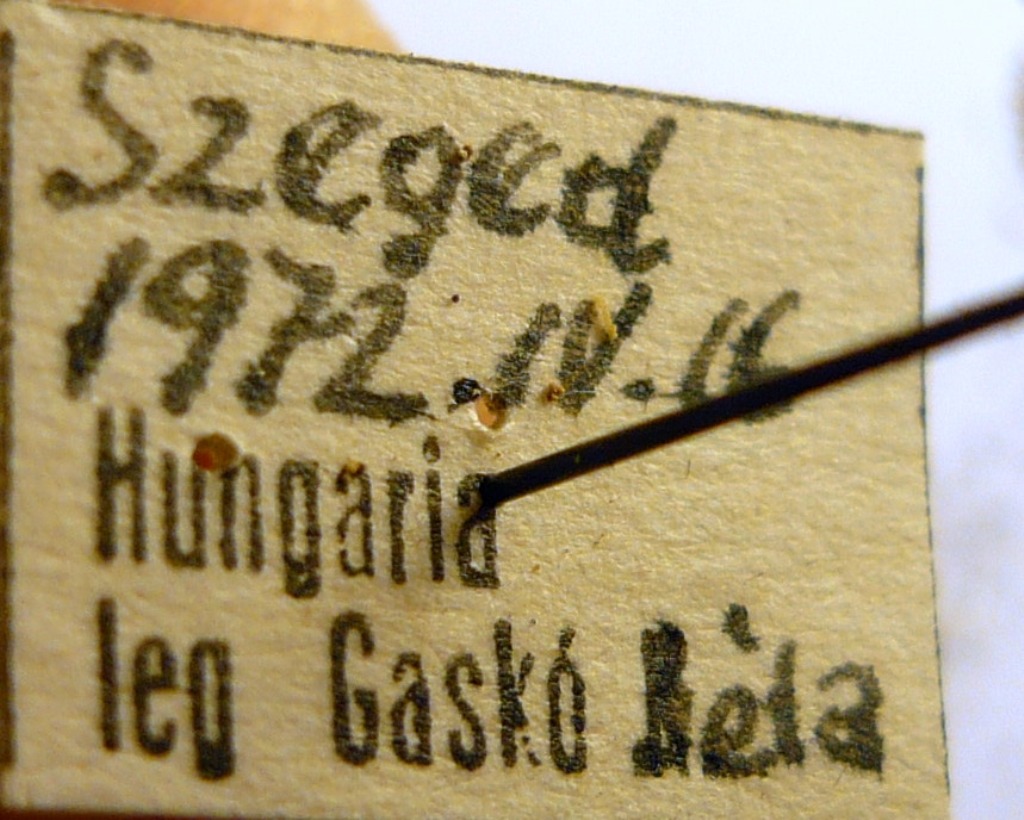 Szeged
1972.IV.16
Hungaria
leg Gaskó Béla